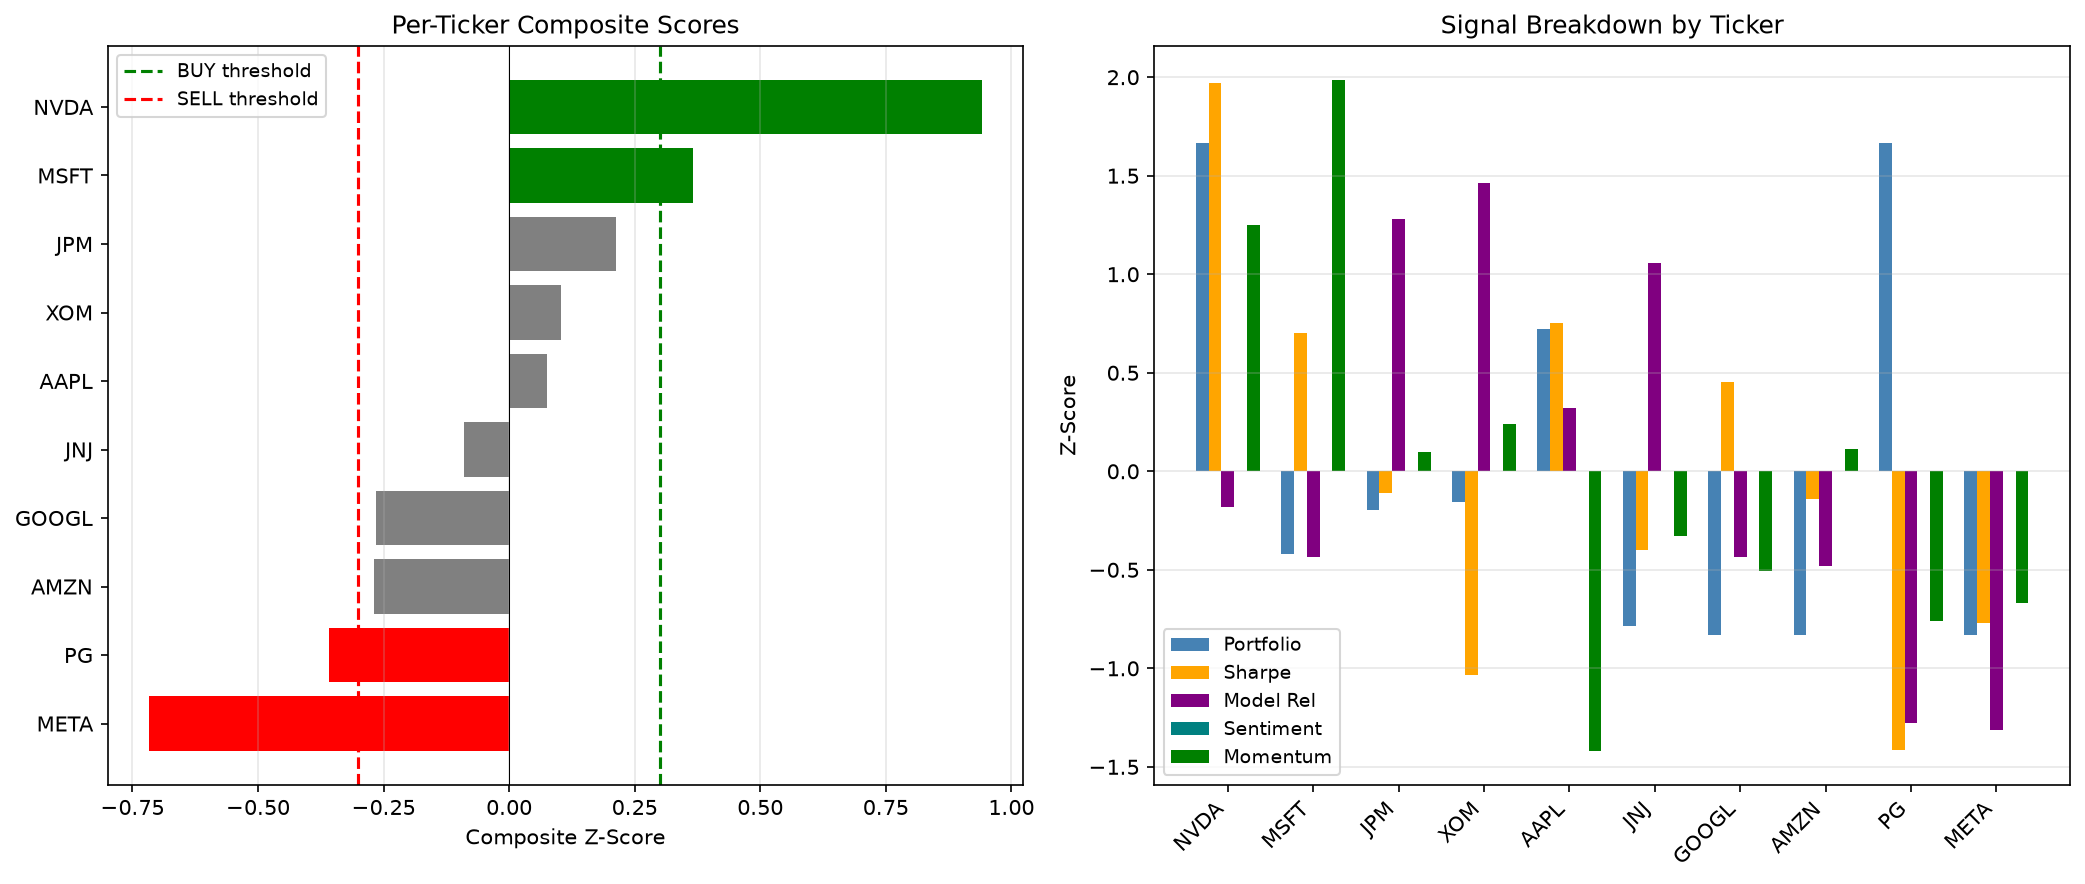 Per-Ticker Composite Scores
BUY threshold
SELL threshold
NVDA
MSFT
JPM
XOM
AAPL
JNJ
GOOGL
AMZN
PG
META
−0.75 −0.50 −0.25 0.00 0.25 0.50 0.75 1.00
Composite Z-Score
Signal Breakdown by Ticker
Z-Score
2.0
1.5
1.0
0.5
0.0
−0.5
−1.0
−1.5
Portfolio
Sharpe
Model Rel
Sentiment
Momentum
NVDA MSFT JPM XOM AAPL JNJ GOOGL AMZN PG META